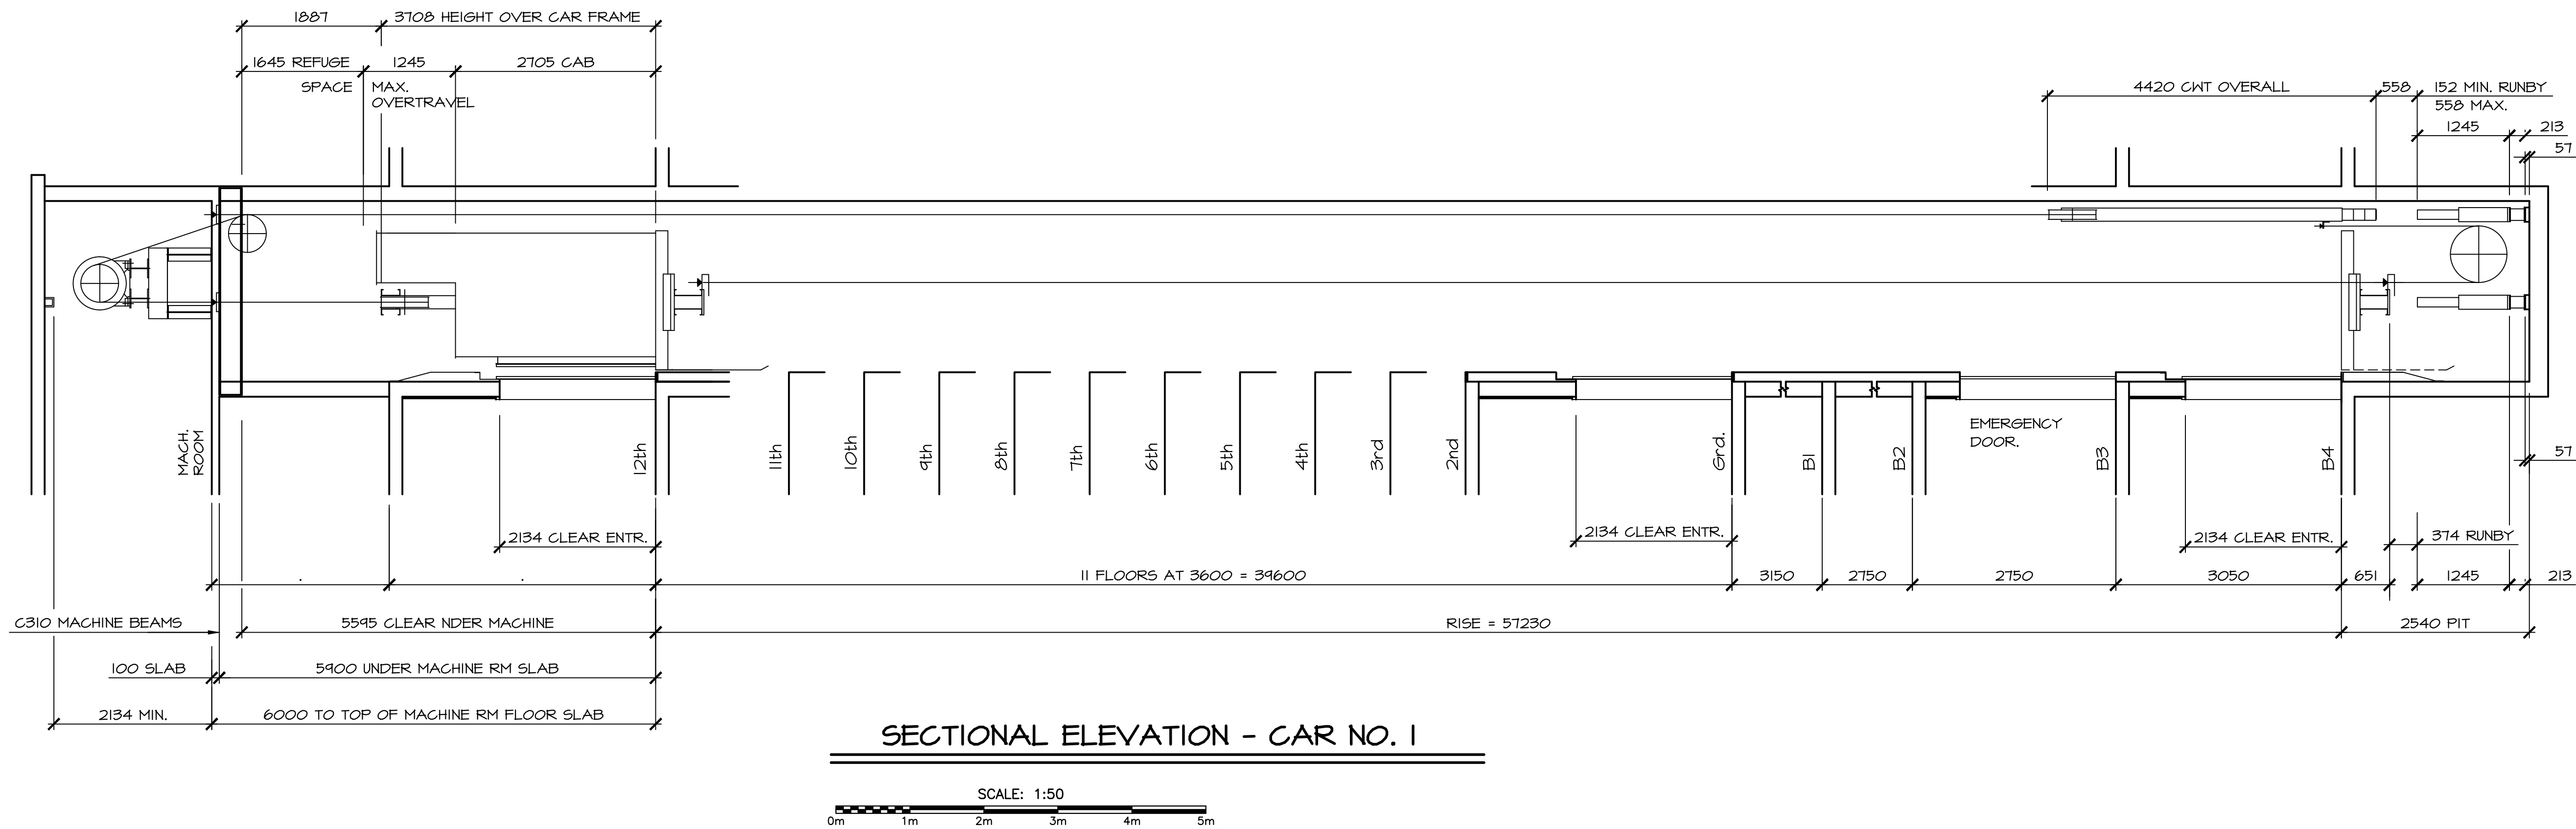 1887
3708 HEIGHT OVER CAR FRAME
1645 REFUGE
SPACE
1245
MAX.
OVERTRAVEL
2705 CAB
4420 CWT OVERALL
558
152 MIN. RUNBY
558 MAX.
1245
213
57
MACH.
ROOM
12th
11th
10th
9th
8th
7th
6th
5th
4th
3rd
2nd
Grd.
B1
B2
EMERGENCY
DOOR.
B3
B4
57
2134 CLEAR ENTR.
2134 CLEAR ENTR.
2134 CLEAR ENTR.
374 RUNBY
11 FLOORS AT 3600 = 39600
3150
2750
2750
3050
651
1245
213
C310 MACHINE BEAMS
5595 CLEAR NDER MACHINE
RISE = 57230
2540 PIT
100 SLAB
5900 UNDER MACHINE RM SLAB
2134 MIN.
6000 TO TOP OF MACHINE RM FLOOR SLAB
SECTIONAL ELEVATION - CAR NO. 1
SCALE: 1:50
0m 1m 2m 3m 4m 5m